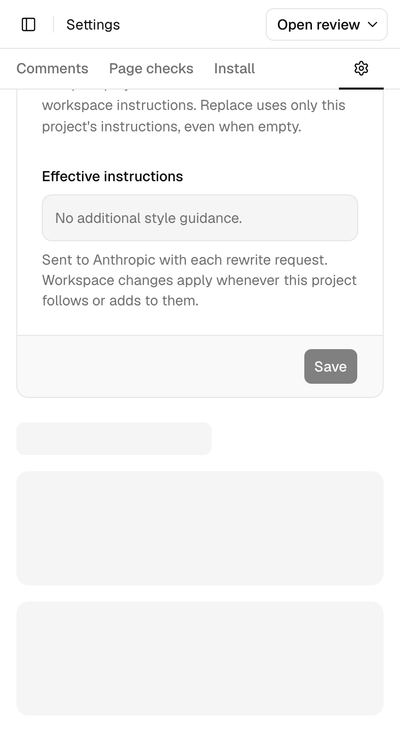 Settings
Open review
Comments
Page checks
Install
workspace instructions. Replace uses only this
project's instructions, even when empty.
Effective instructions
No additional style guidance.
Sent to Anthropic with each rewrite request.
Workspace changes apply whenever this project
follows or adds to them.
Save